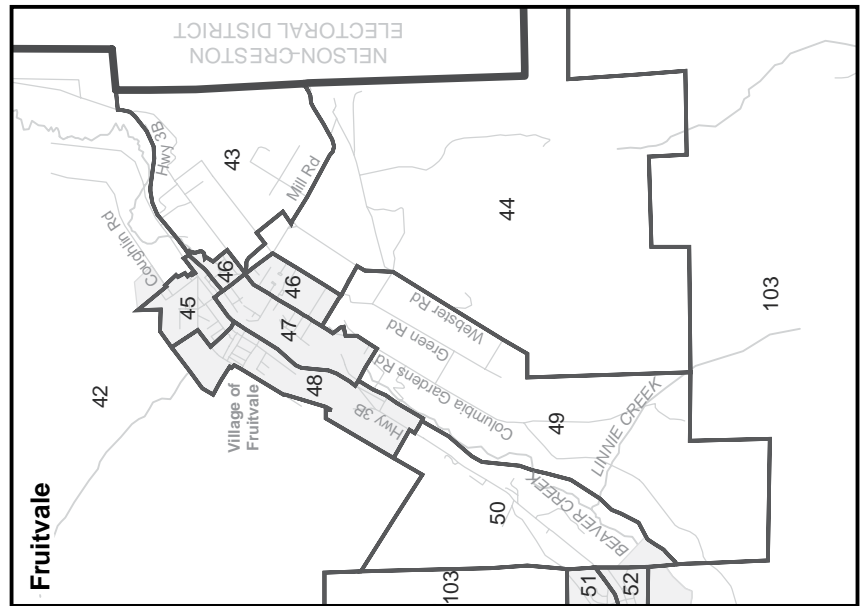 Fruitvale
NELSON-CRESTON
ELECTORAL DISTRICT
Hwy 3B
43
Mill Rd
44
Coughlin Rd
46
46
45
47
103
Webster Rd
Green Rd
Columbia Gardens Rd
48
Village of
Fruitvale
Hwy 3B
42
49
LINNIE CREEK
50
BEAVER CREEK
103
51
52